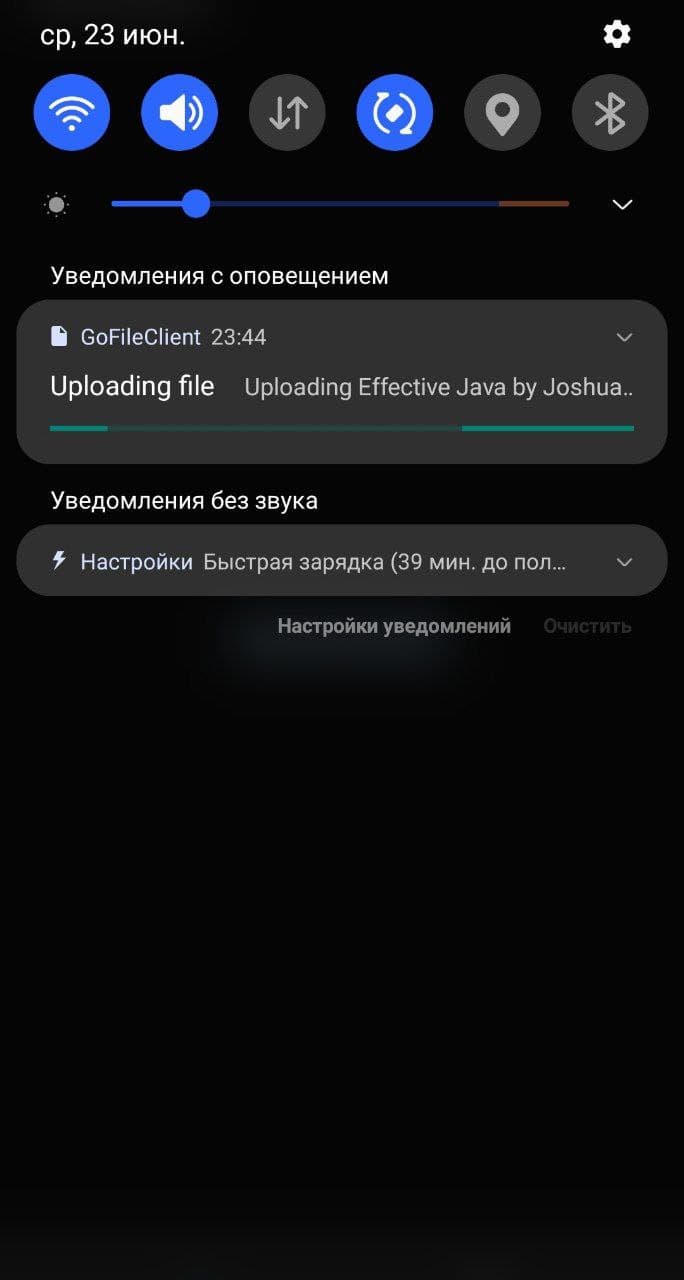 ср, 23 июн.
Уведомления с оповещением
GoFileClient 23:44
Uploading file Uploading Effective Java by Joshua..
Уведомления без звука
Настройки Быстрая зарядка (39 мин. до пол...
Настройки уведомлений Очистить